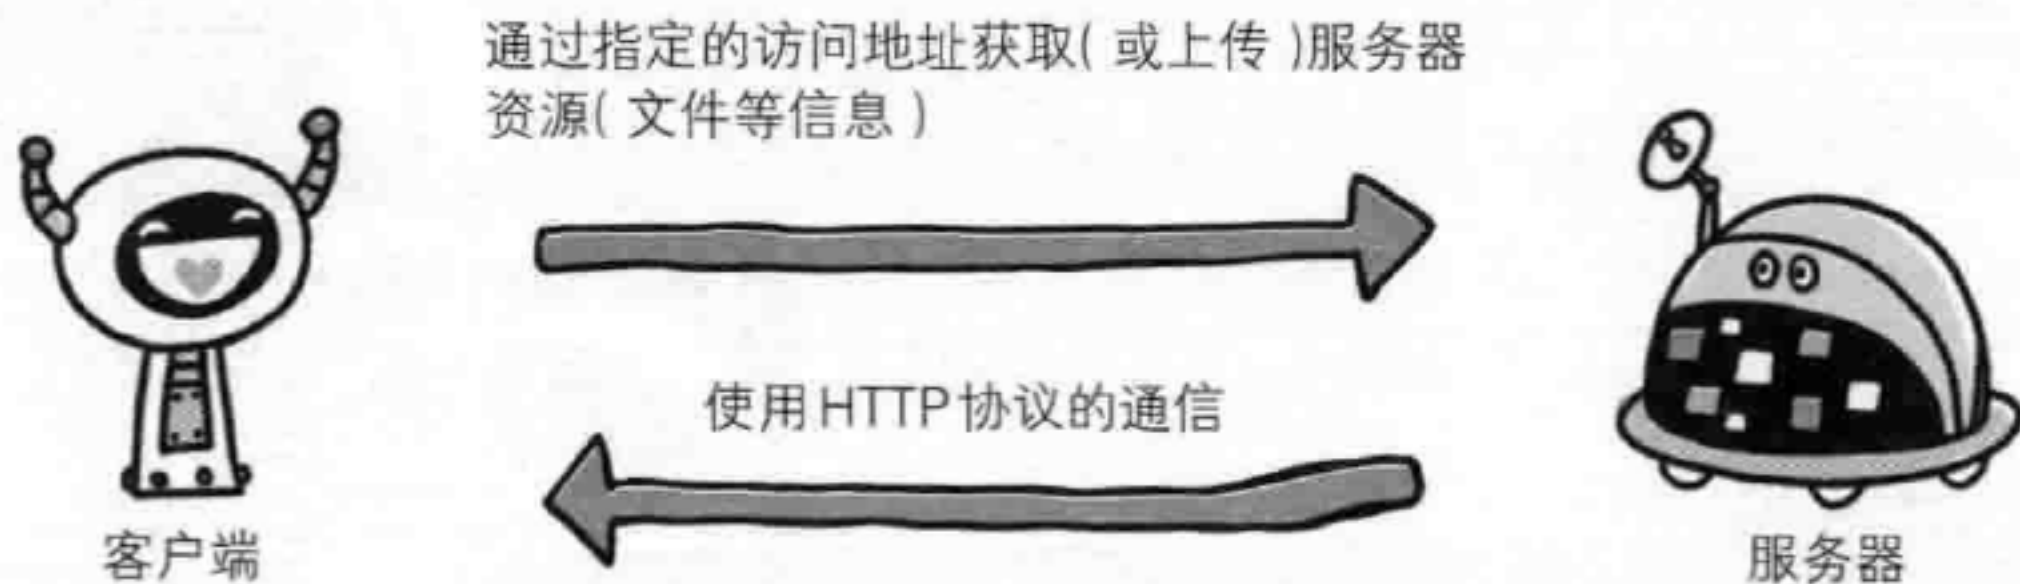 通过指定的访问地址获取( 或上传 )服务器
资源( 文件等信息 )
使用HTTP协议的通信
客户端
服务器